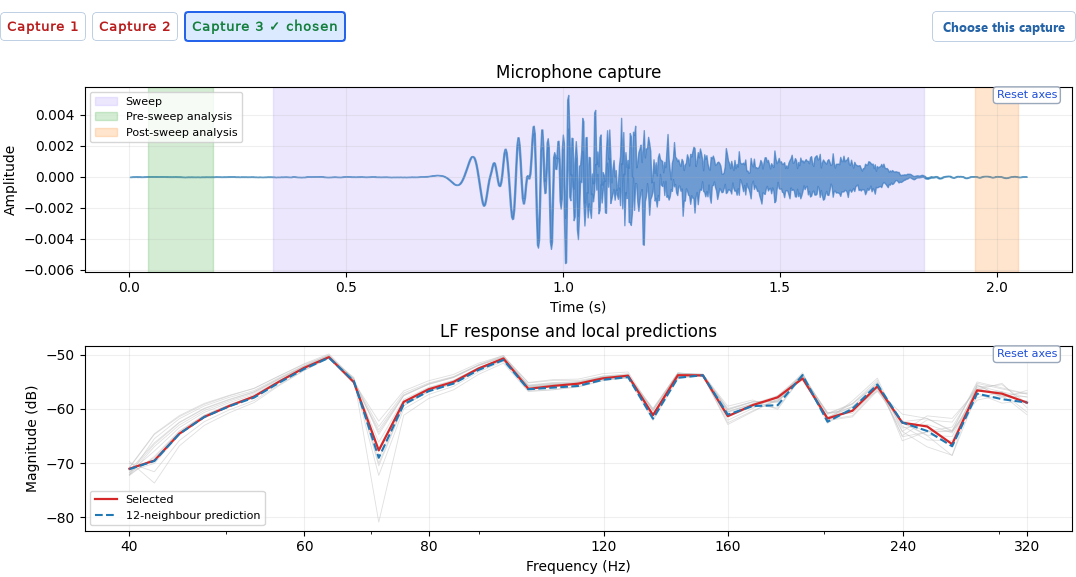 Capture 1
Capture 2
Capture 3 ✓ chosen
Choose this capture
Microphone capture
Sweep
Pre-sweep analysis
Post-sweep analysis
Reset axes
Amplitude
0.004
0.002
0.000
−0.002
−0.004
−0.006
0.0
0.5
1.0
1.5
2.0
Time (s)
LF response and local predictions
Reset axes
Magnitude (dB)
−50
−60
−70
−80
Selected
12-neighbour prediction
40
60
80
120
160
240
320
Frequency (Hz)